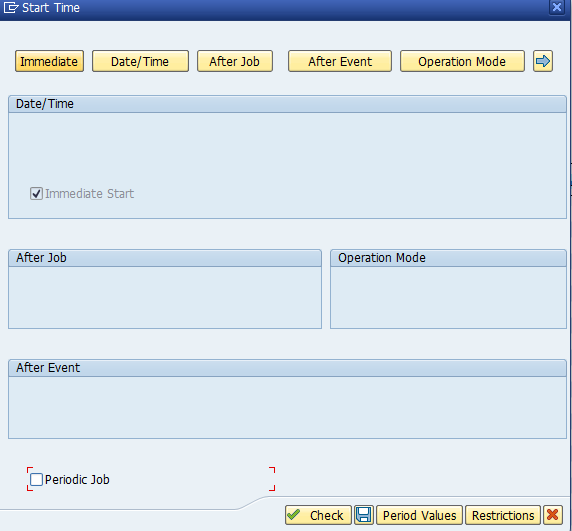 Start Time
Immediate Date/Time After Job After Event Operation Mode
Date/Time
Immediate Start
After Job Operation Mode
After Event
Periodic Job
Check Period Values Restrictions